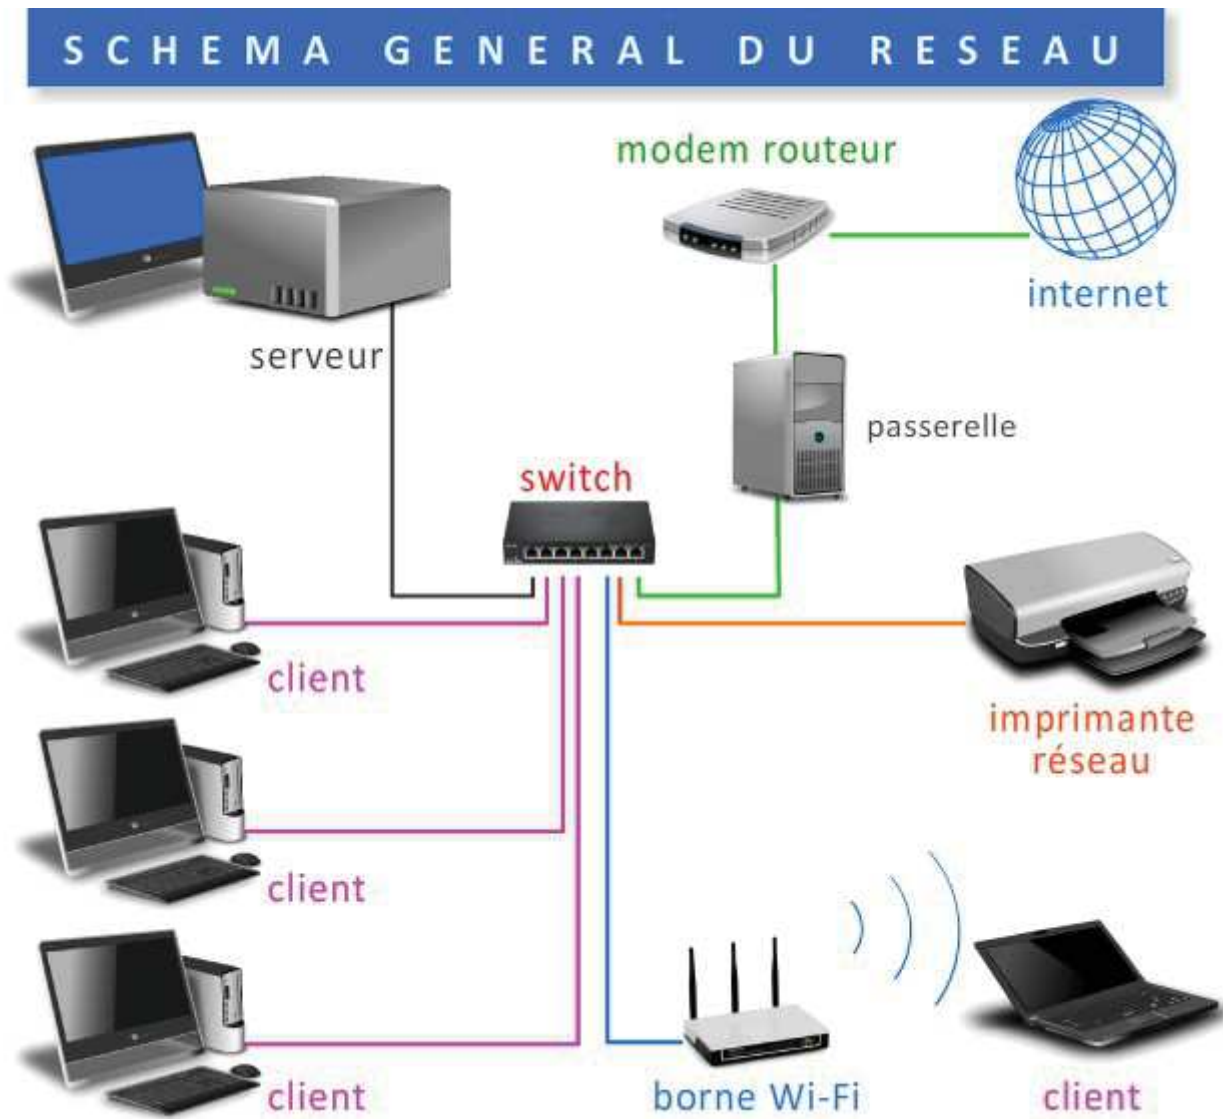 SCHEMA GENERAL DU RESEAU
modem routeur
internet
serveur
passerelle
switch
client
imprimante
réseau
client
client
borne Wi-Fi
client